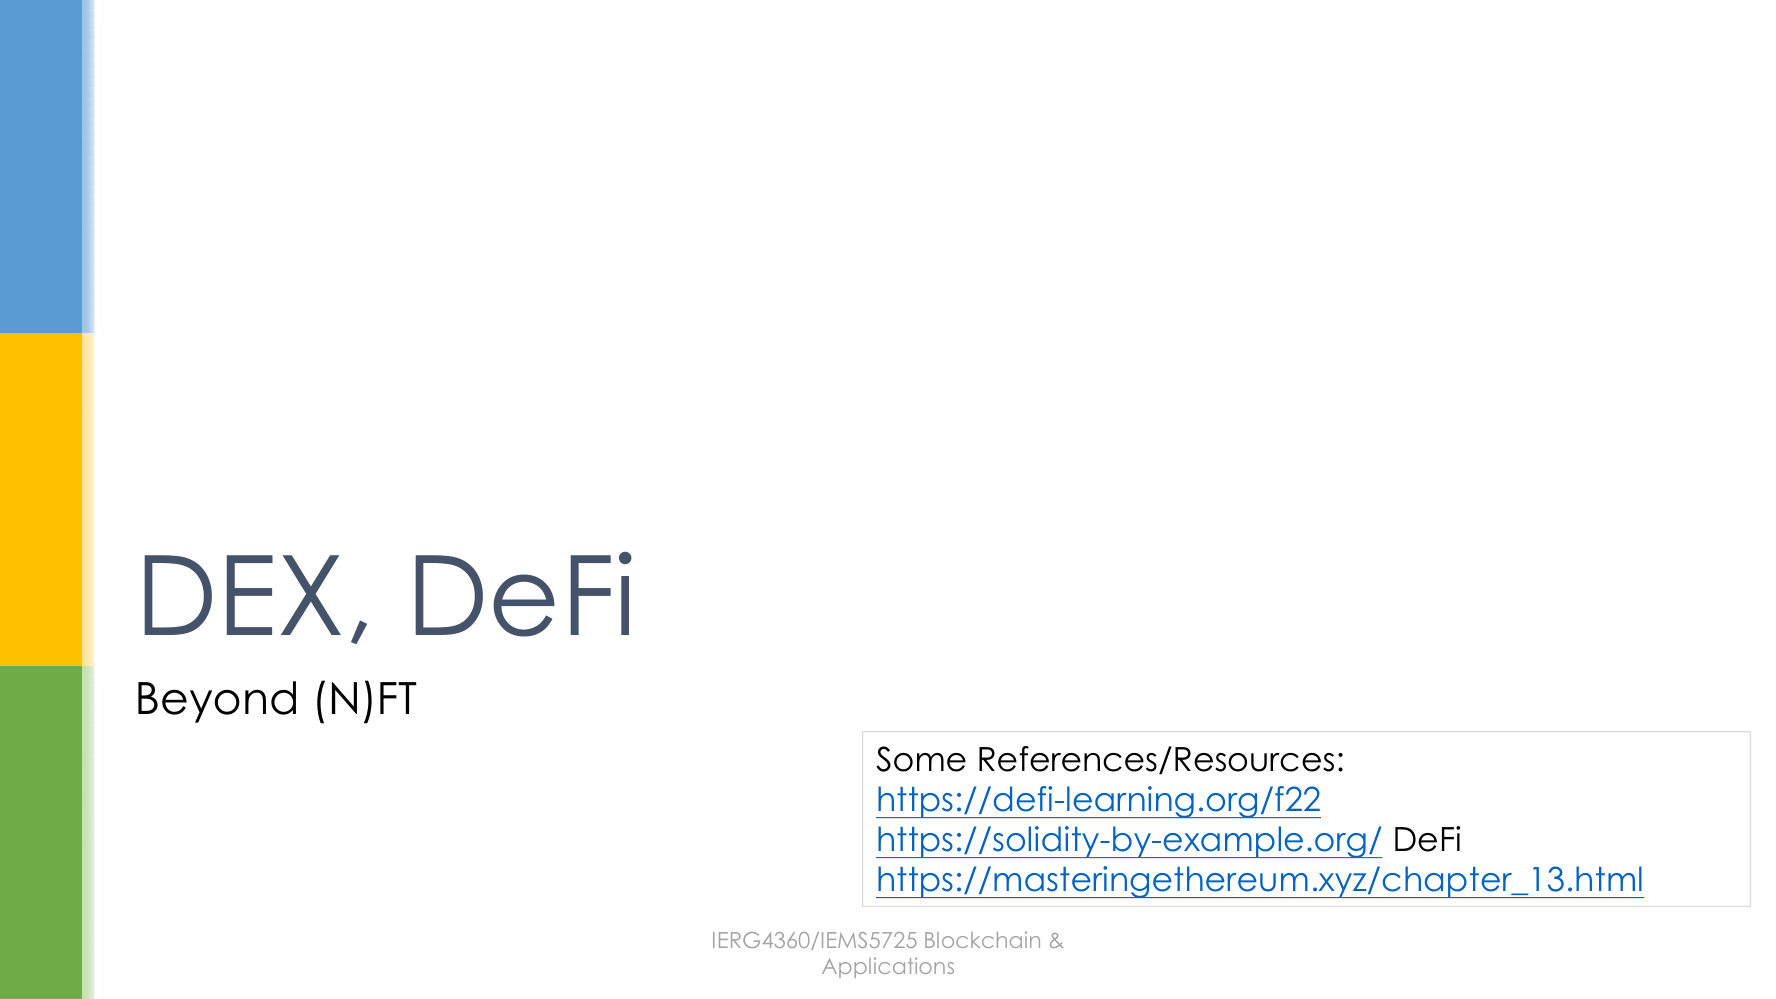 DEX, DeFi
Beyond (N)FT
Some References/Resources:
https://defi-learning.org/f22
https://solidity-by-example.org/ DeFi
https://masteringethereum.xyz/chapter_13.html
IERG4360/IEMS5725 Blockchain &
Applications